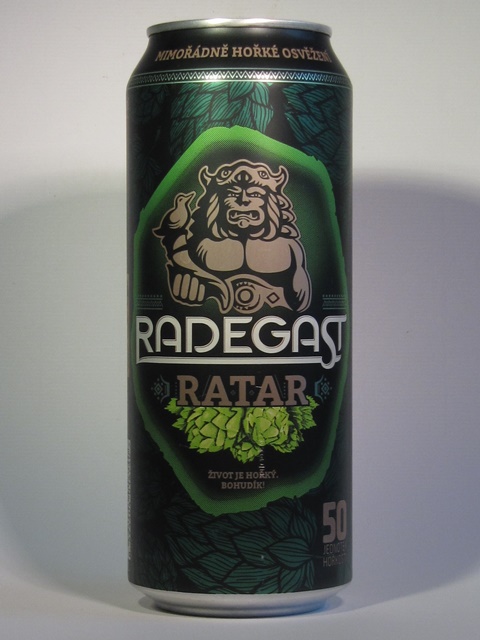 MIMOŘÁDNĚ HOŘKÉ OSVĚŽENÍ
RADEGAST
RATAR
ŽIVOT JE HOŘKÝ.
BOHUDÍK!
50